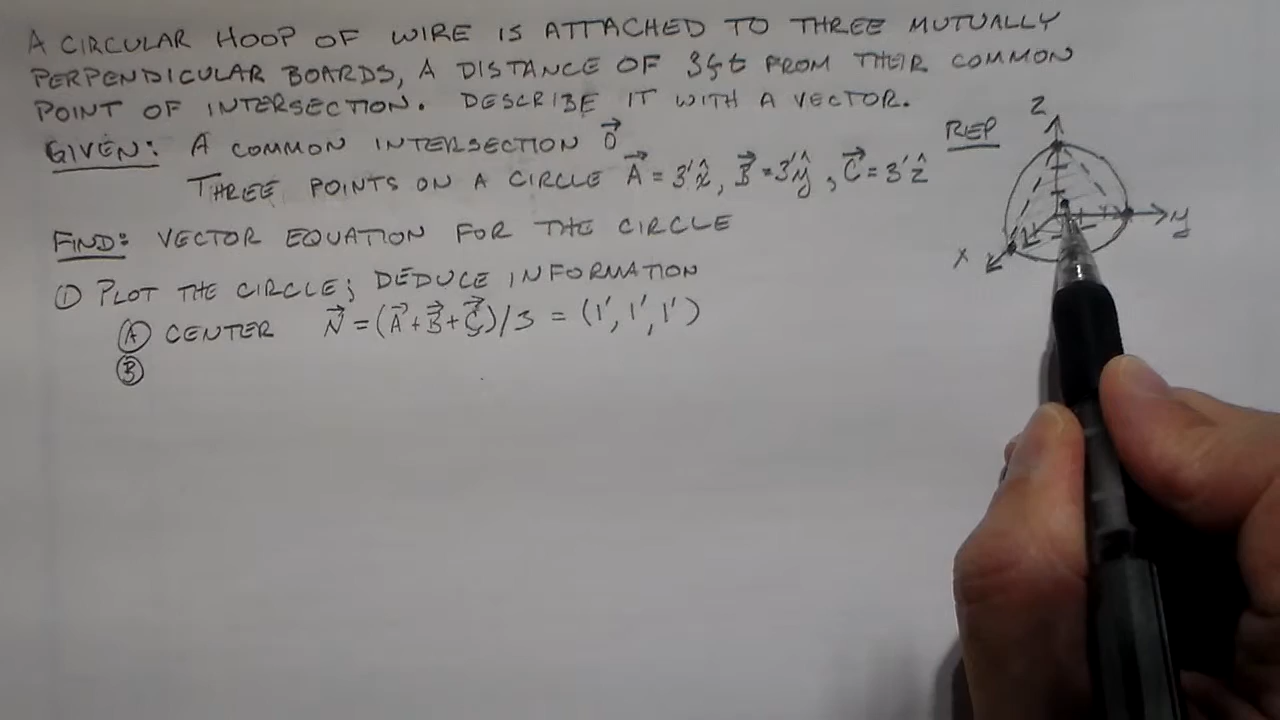 A CIRCULAR HOOP OF WIRE IS ATTACHED TO THREE MUTUALLY
PERPENDICULAR BOARDS, A DISTANCE OF 3ft FROM THEIR COMMON
POINT OF INTERSECTION. DESCRIBE IT WITH A VECTOR.
GIVEN: A COMMON INTERSECTION O⃗
THREE POINTS ON A CIRCLE A⃗ = 3'x̂, B⃗ = 3'ŷ, C⃗ = 3'ẑ
FIND: VECTOR EQUATION FOR THE CIRCLE
① PLOT THE CIRCLE; DEDUCE INFORMATION
Ⓐ CENTER N⃗ = (A⃗ + B⃗ + C⃗)/3 = (1', 1', 1')
Ⓑ
REP
Z
y
x